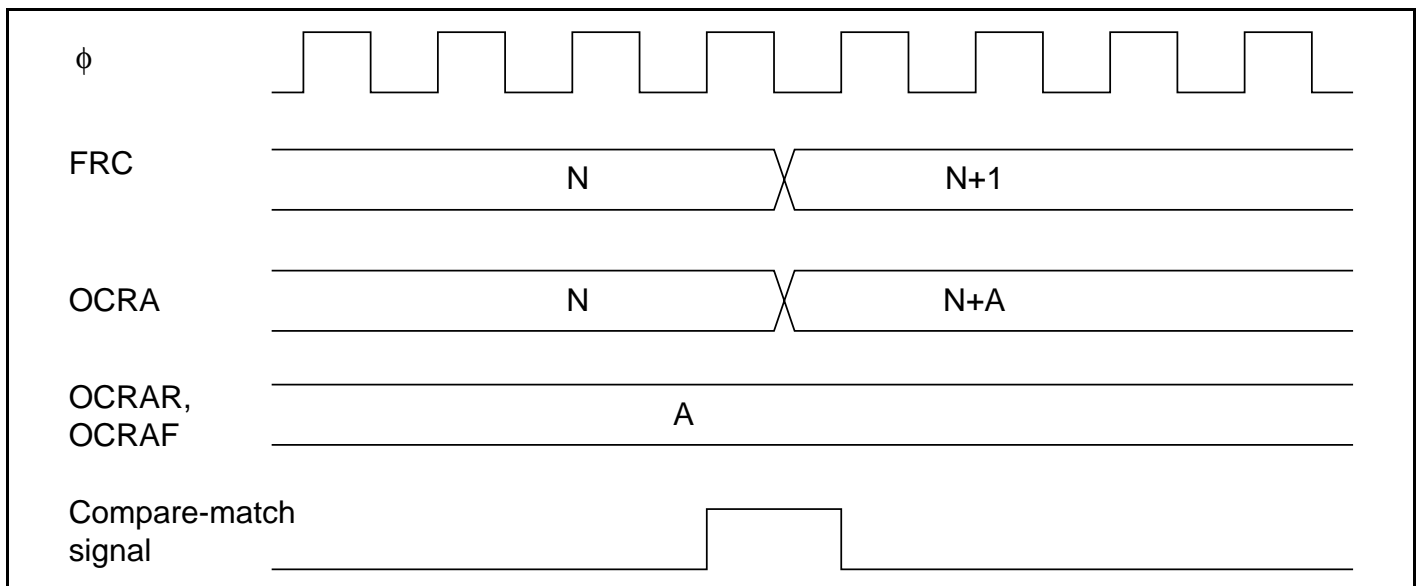 ϕ
FRC
N
N+1
OCRA
N
N+A
OCRAR,
OCRAF
A
Compare-match
signal